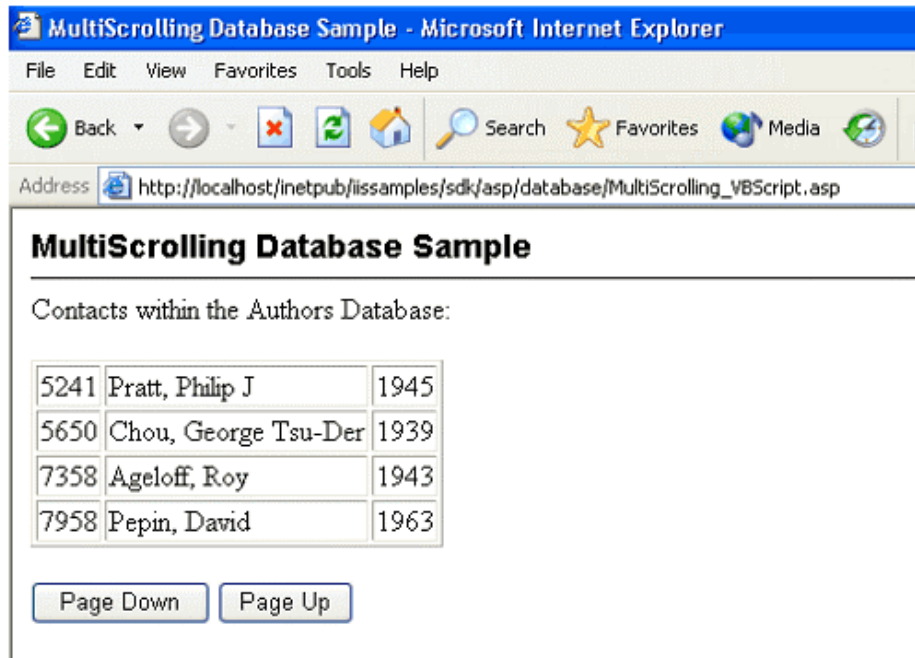 MultiScrolling Database Sample - Microsoft Internet Explorer
File Edit View Favorites Tools Help
Back Search Favorites Media
Address http://localhost/inetpub/iissamples/sdk/asp/database/MultiScrolling_VBScript.asp
MultiScrolling Database Sample
Contacts within the Authors Database:
5241 Pratt, Philip J 1945
5650 Chou, George Tsu-Der 1939
7358 Ageloff, Roy 1943
7958 Pepin, David 1963
Page Down Page Up